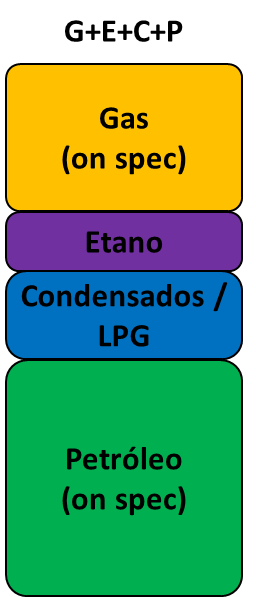 G+E+C+P
Gas
(on spec)
Etano
Condensados /
LPG
Petróleo
(on spec)